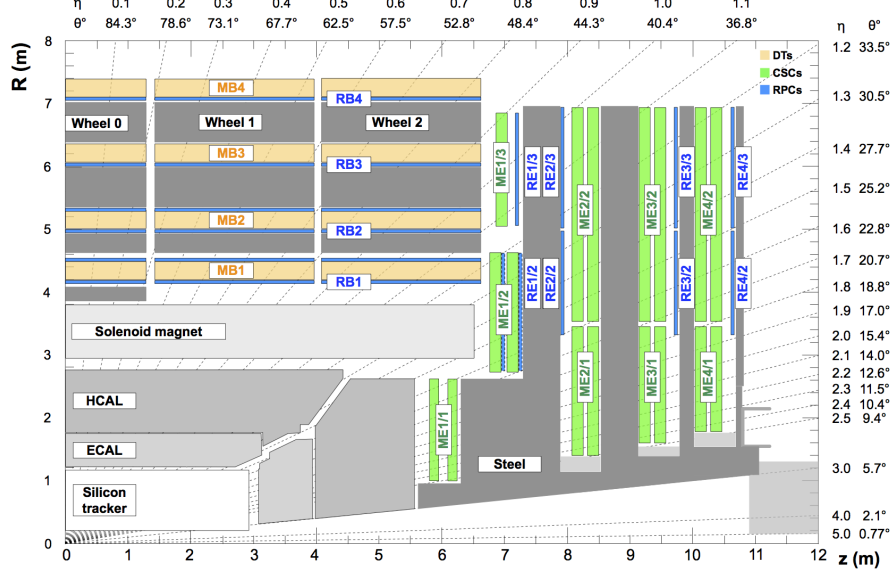 η 0.1 0.2 0.3 0.4 0.5 0.6 0.7 0.8 0.9 1.0 1.1
θ° 84.3° 78.6° 73.1° 67.7° 62.5° 57.5° 52.8° 48.4° 44.3° 40.4° 36.8° η θ°
R (m)
8
7
6
5
4
3
2
1
0
1.2 33.5°
1.3 30.5°
1.4 27.7°
1.5 25.2°
1.6 22.8°
1.7 20.7°
1.8 18.8°
1.9 17.0°
2.0 15.4°
2.1 14.0°
2.2 12.6°
2.3 11.5°
2.4 10.4°
2.5 9.4°
3.0 5.7°
4.0 2.1°
5.0 0.77°
DTs
CSCs
RPCs
MB4
RB4
Wheel 0 Wheel 1 Wheel 2
MB3
RB3
MB2
RB2
MB1
RB1
Solenoid magnet
HCAL
ECAL
Silicon
tracker
Steel
ME1/3
ME1/2
ME1/1
RE1/3
RE2/3
RE1/2
RE2/2
ME2/2
ME2/1
ME3/2
ME3/1
RE3/3
RE3/2
ME4/2
ME4/1
RE4/3
RE4/2
0 1 2 3 4 5 6 7 8 9 10 11 12
z (m)